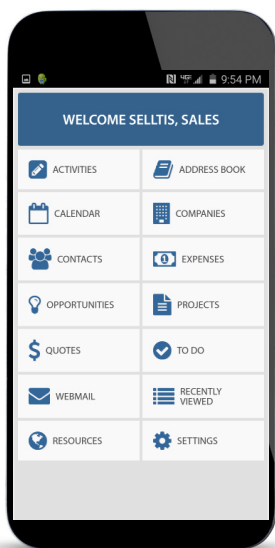 9:54 PM
WELCOME SELLTIS, SALES
ACTIVITIES
ADDRESS BOOK
CALENDAR
COMPANIES
CONTACTS
EXPENSES
OPPORTUNITIES
PROJECTS
QUOTES
TO DO
WEBMAIL
RECENTLY
VIEWED
RESOURCES
SETTINGS